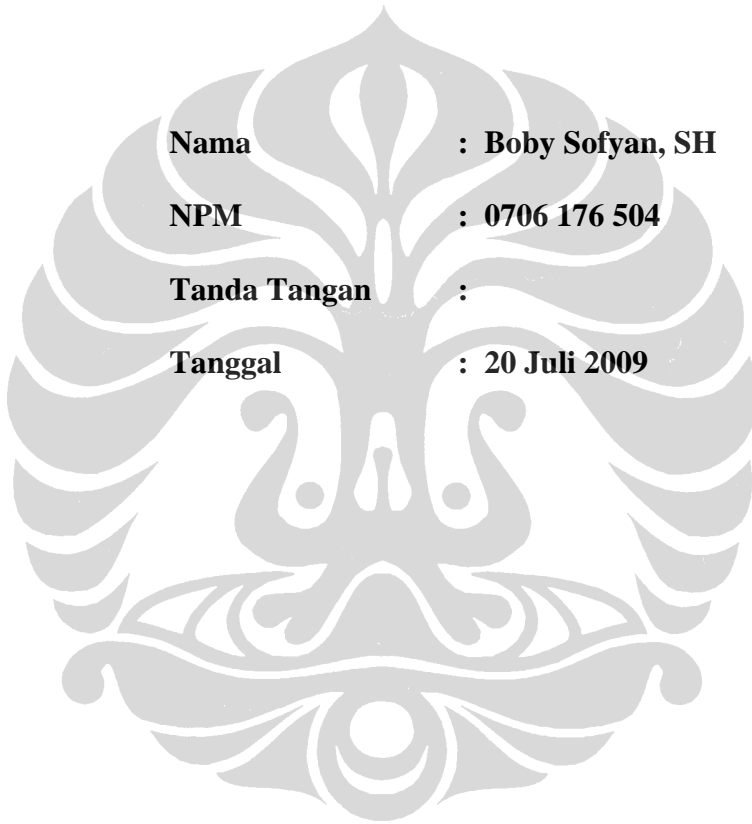 Nama : Boby Sofyan, SH
NPM : 0706 176 504
Tanda Tangan :
Tanggal : 20 Juli 2009